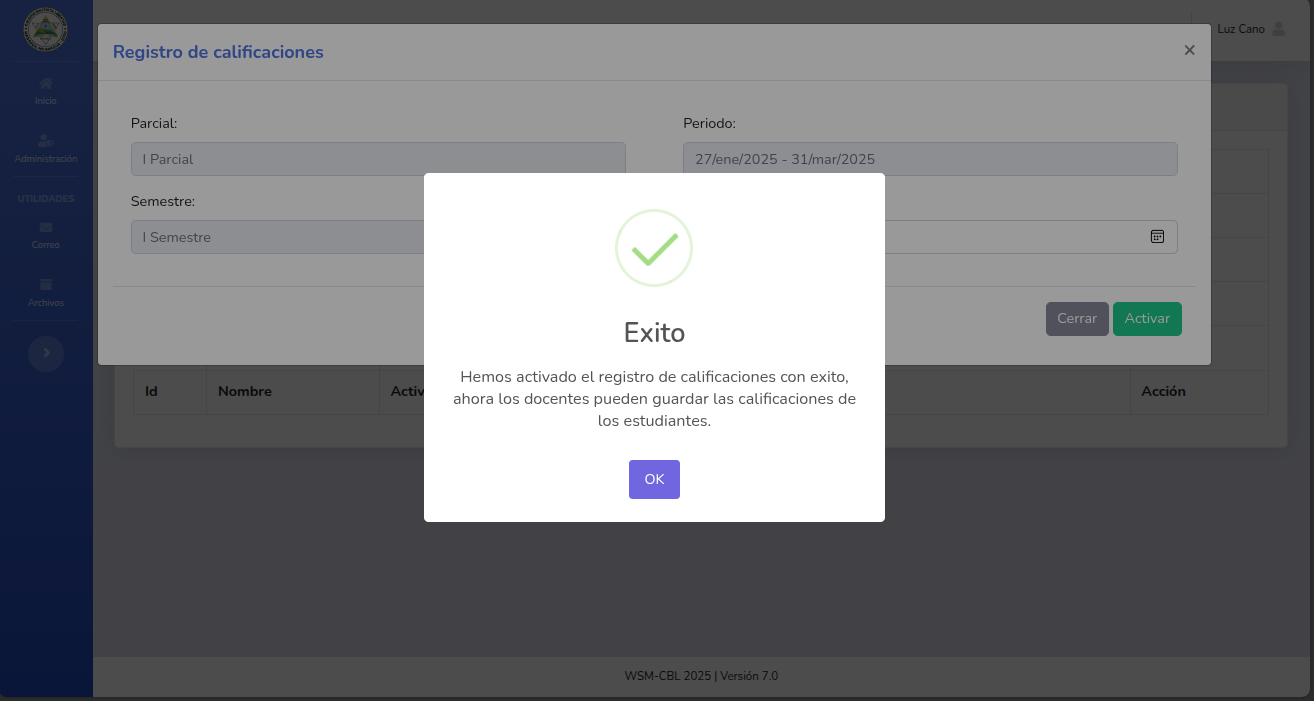 Luz Cano
Registro de calificaciones
×
Inicio
Administración
UTILIDADES
Correo
Archivos
Parcial:
I Parcial
Periodo:
27/ene/2025 - 31/mar/2025
Semestre:
I Semestre
Cerrar
Activar
Exito
Hemos activado el registro de calificaciones con exito,
ahora los docentes pueden guardar las calificaciones de
los estudiantes.
OK
Id
Nombre
Acción
WSM-CBL 2025 | Versión 7.0